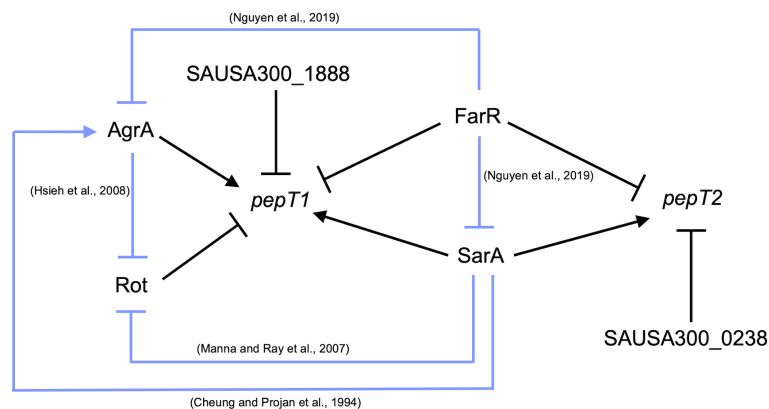 (Nguyen et al., 2019)
SAUSA300_1888
FarR
AgrA
(Nguyen et al., 2019)
(Hsieh et al., 2008)
pepT1
pepT2
SarA
Rot
SAUSA300_0238
(Manna and Ray et al., 2007)
(Cheung and Projan et al., 1994)